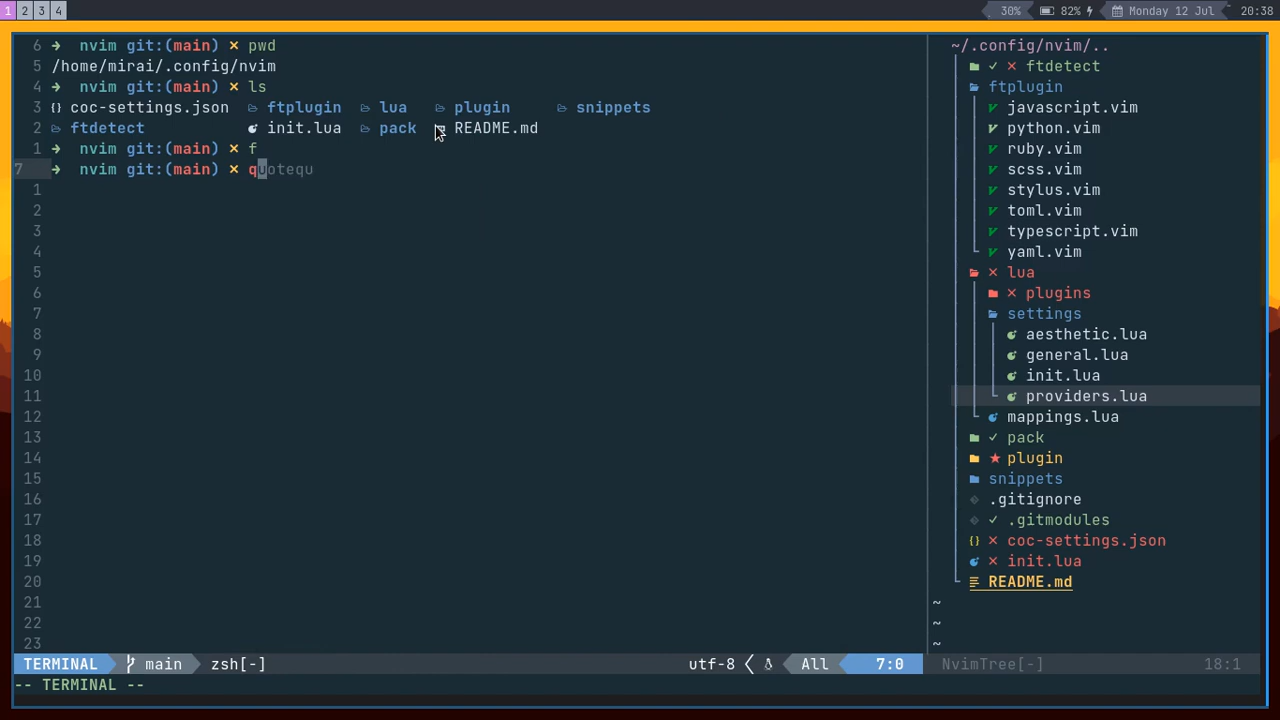 1 2 3 4 30% 82% Monday 12 Jul 20:38
6 ➜ nvim git:(main) ✗ pwd
5 /home/mirai/.config/nvim
4 ➜ nvim git:(main) ✗ ls
3 {} coc-settings.json ftplugin lua plugin snippets
2 ftdetect init.lua pack README.md
1 ➜ nvim git:(main) ✗ f
7 ➜ nvim git:(main) ✗ quotequ
1
2
3
4
5
6
7
8
9
10
11
12
13
14
15
16
17
18
19
20
21
22
23
~/.config/nvim/..
✓ ✗ ftdetect
ftplugin
javascript.vim
python.vim
ruby.vim
scss.vim
stylus.vim
toml.vim
typescript.vim
yaml.vim
✗ lua
✗ plugins
settings
aesthetic.lua
general.lua
init.lua
providers.lua
mappings.lua
✓ pack
★ plugin
snippets
.gitignore
✓ .gitmodules
{} ✗ coc-settings.json
✗ init.lua
README.md
~
~
~
TERMINAL main zsh[-] utf-8 All 7:0 NvimTree[-] 18:1
-- TERMINAL --